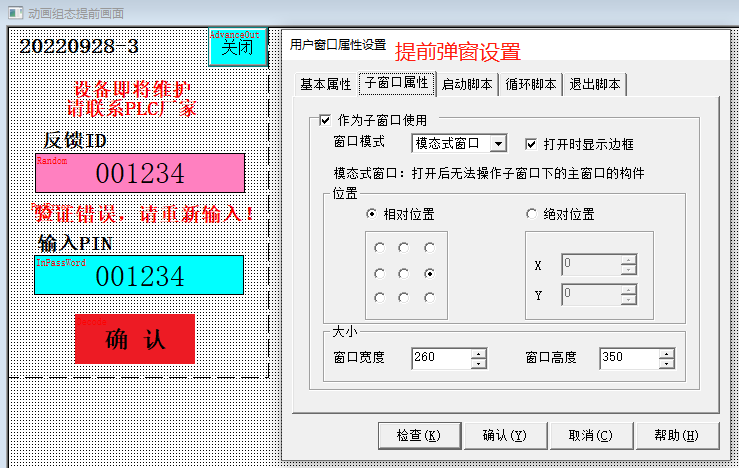 动画组态提前画面
20220928-3
AdvanceOut
关闭
设备即将维护
请联系PLC厂家
反馈ID
Random
001234
验证错误，请重新输入!
输入PIN
InPassWord
001234
确 认
用户窗口属性设置
提前弹窗设置
基本属性 子窗口属性 启动脚本 循环脚本 退出脚本
作为子窗口使用
窗口模式 模态式窗口 打开时显示边框
模态式窗口：打开后无法操作子窗口下的主窗口的构件
位置
相对位置 绝对位置
X 0
Y 0
大小
窗口宽度 260 窗口高度 350
检查(K) 确认(Y) 取消(C) 帮助(H)